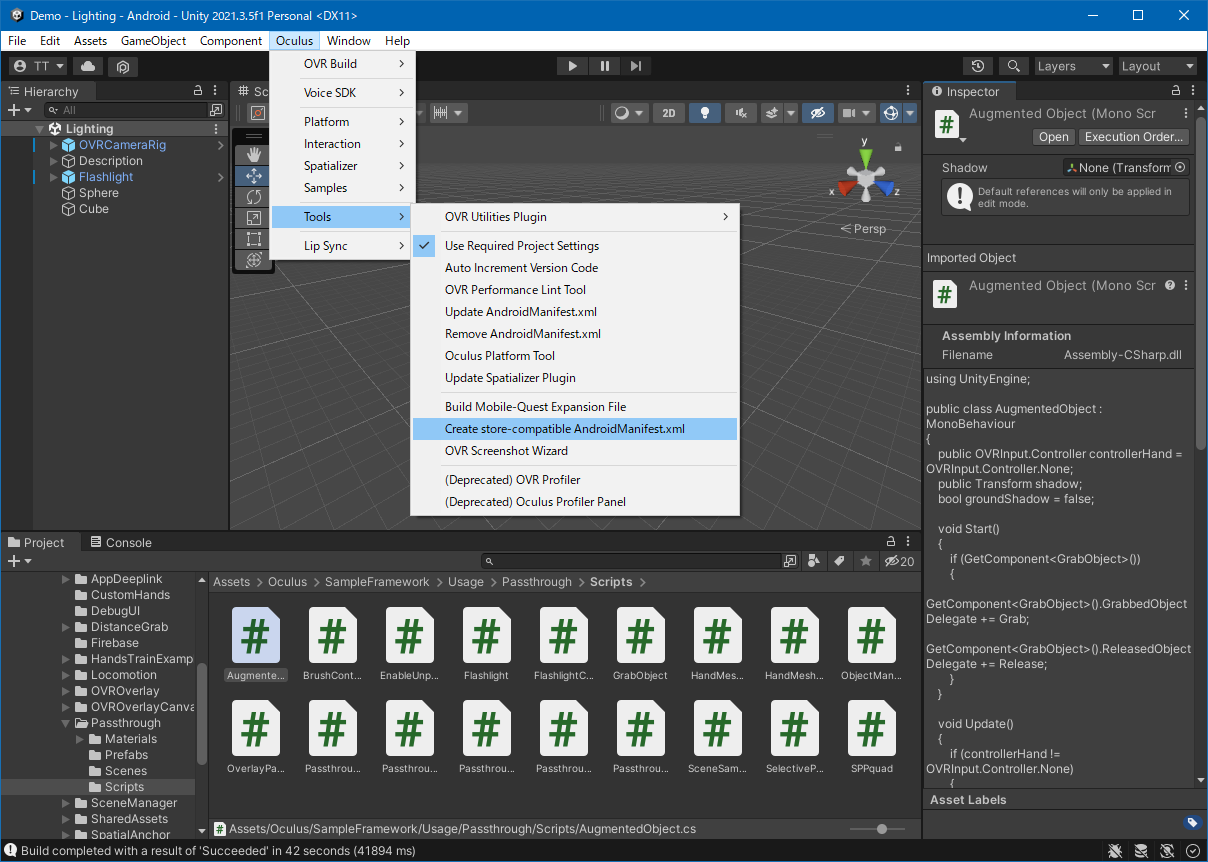 Demo - Lighting - Android - Unity 2021.3.5f1 Personal <DX11>
File Edit Assets GameObject Component Oculus Window Help
TT
Layers
Layout
Hierarchy
All
Lighting
OVRCameraRig
Description
Flashlight
Sphere
Cube
OVR Build
Voice SDK
Platform
Interaction
Spatializer
Samples
Tools
Lip Sync
OVR Utilities Plugin
Use Required Project Settings
Auto Increment Version Code
OVR Performance Lint Tool
Update AndroidManifest.xml
Remove AndroidManifest.xml
Oculus Platform Tool
Update Spatializer Plugin
Build Mobile-Quest Expansion File
Create store-compatible AndroidManifest.xml
OVR Screenshot Wizard
(Deprecated) OVR Profiler
(Deprecated) Oculus Profiler Panel
# Sc
2D
y
x
z
< Persp
Inspector
Augmented Object (Mono Scr
Open
Execution Order...
Shadow
None (Transform
Default references will only be applied in
edit mode.
Imported Object
Augmented Object (Mono Scr
Assembly Information
Filename Assembly-CSharp.dll
using UnityEngine;
public class AugmentedObject :
MonoBehaviour
{
public OVRInput.Controller controllerHand =
OVRInput.Controller.None;
public Transform shadow;
bool groundShadow = false;
void Start()
{
if (GetComponent<GrabObject>())
{
GetComponent<GrabObject>().GrabbedObject
Delegate += Grab;
GetComponent<GrabObject>().ReleasedObject
Delegate += Release;
}
}
void Update()
{
if (controllerHand !=
OVRInput.Controller.None)
{
Asset Labels
Project
Console
20
AppDeeplink
CustomHands
DebugUI
DistanceGrab
Firebase
HandsTrainExamp
Locomotion
OVROverlay
OVROverlayCanva
Passthrough
Materials
Prefabs
Scenes
Scripts
SceneManager
SharedAssets
SpatialAnchor
Assets > Oculus > SampleFramework > Usage > Passthrough > Scripts >
Augmente...
BrushCont...
EnableUnp...
Flashlight
FlashlightC...
GrabObject
HandMes...
HandMesh...
ObjectMan...
OverlayPa...
Passthrou...
Passthrou...
Passthrou...
Passthrou...
Passthrou...
SceneSam...
SelectiveP...
SPPquad
Assets/Oculus/SampleFramework/Usage/Passthrough/Scripts/AugmentedObject.cs
Build completed with a result of 'Succeeded' in 42 seconds (41894 ms)